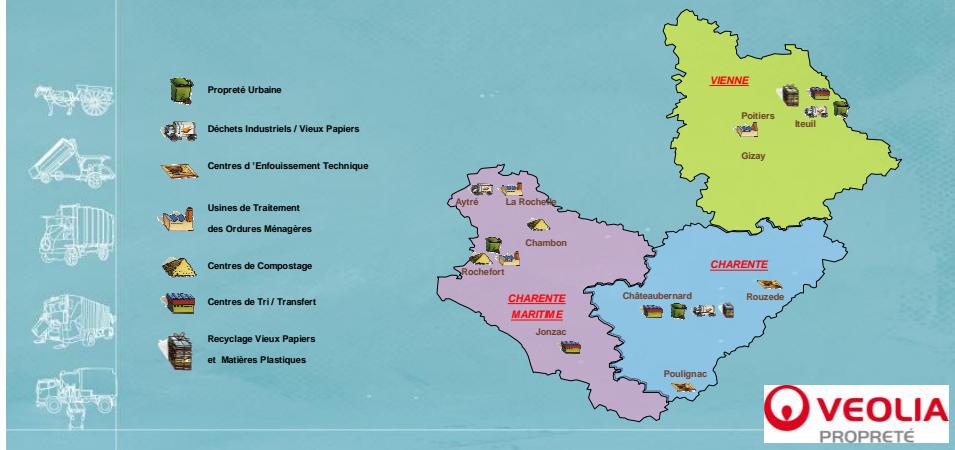 Propreté Urbaine
Déchets Industriels / Vieux Papiers
Centres d 'Enfouissement Technique
Usines de Traitement
des Ordures Ménagères
Centres de Compostage
Centres de Tri / Transfert
Recyclage Vieux Papiers
et Matières Plastiques
VIENNE
Poitiers
Iteuil
Gizay
Aytré
La Rochelle
Chambon
Rochefort
CHARENTE
MARITIME
Jonzac
CHARENTE
Rouzede
Châteaubernard
Poulignac
VEOLIA
PROPRETÉ